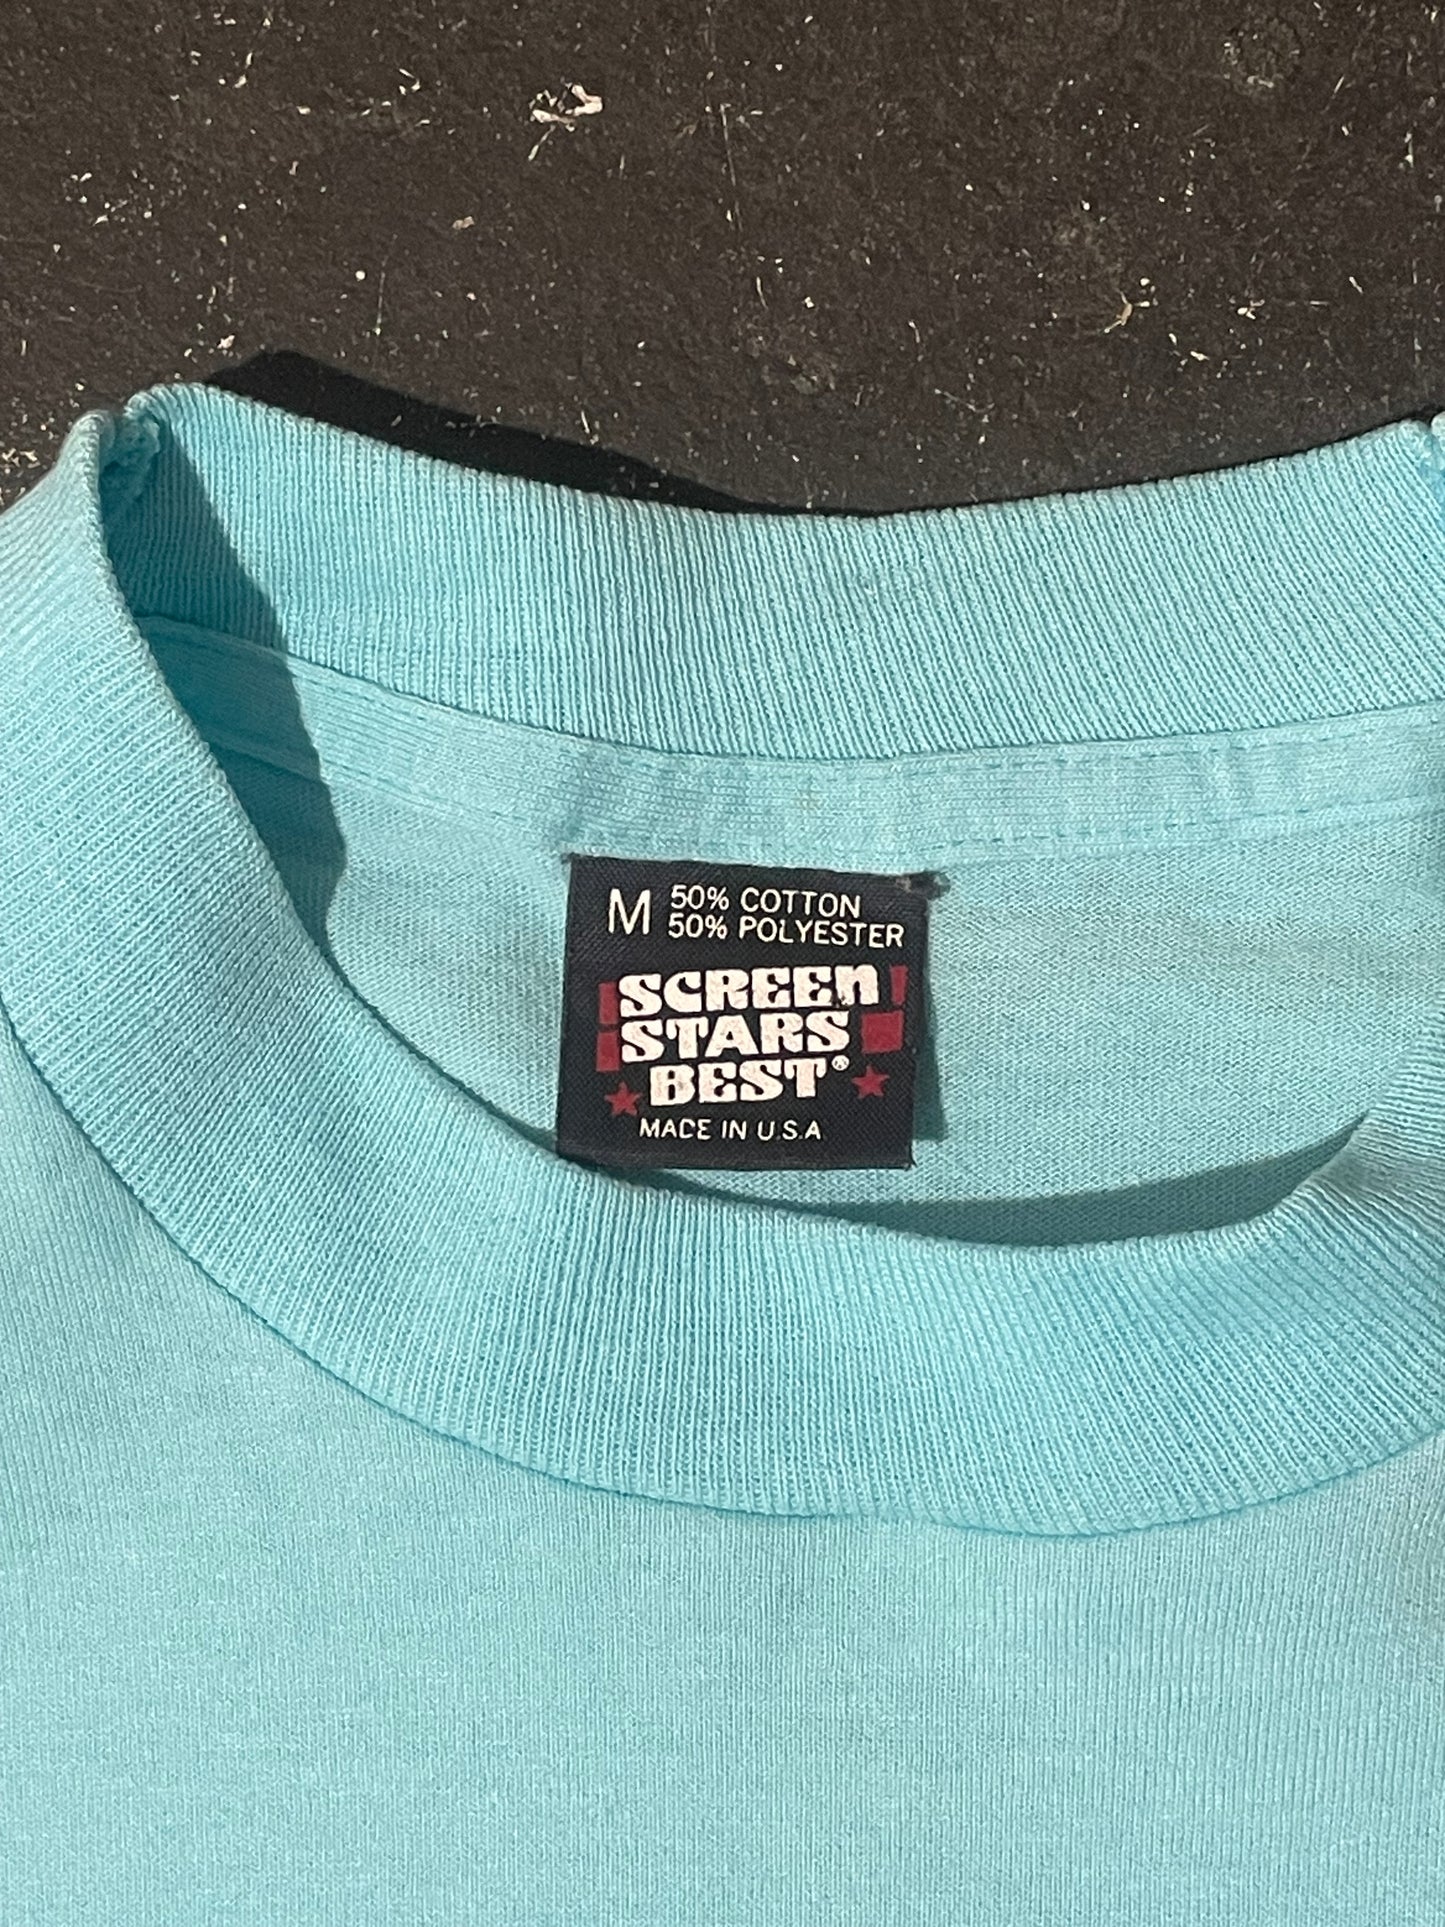 M 50% COTTON
50% POLYESTER
SCREEN
STARS
BEST®
MADE IN U.S.A